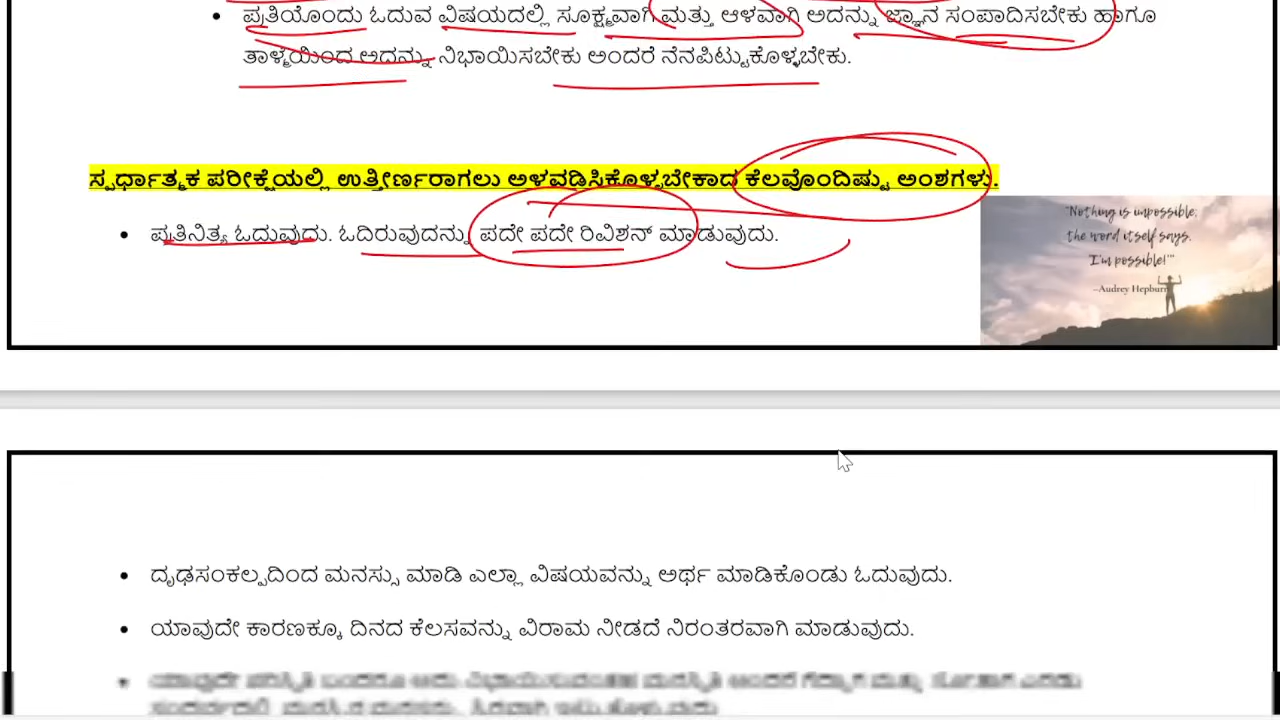 ಪ್ರತಿಯೊಂದು ಓದುವ ವಿಷಯದಲ್ಲಿ ಸೂಕ್ಷ್ಮವಾಗಿ ಮತ್ತು ಆಳವಾಗಿ ಅದನ್ನು ಜ್ಞಾನ ಸಂಪಾದಿಸಬೇಕು ಹಾಗೂ
ತಾಳ್ಮೆಯಿಂದ ಅದನ್ನು ನಿಭಾಯಿಸಬೇಕು ಅಂದರೆ ನೆನಪಿಟ್ಟುಕೊಳ್ಳಬೇಕು.
ಸ್ಪರ್ಧಾತ್ಮಕ ಪರೀಕ್ಷೆಯಲ್ಲಿ ಉತ್ತೀರ್ಣರಾಗಲು ಅಳವಡಿಸಿಕೊಳ್ಳಬೇಕಾದ ಕೆಲವೊಂದಿಷ್ಟು ಅಂಶಗಳು.
ಪ್ರತಿನಿತ್ಯ ಓದುವುದು. ಓದಿರುವುದನ್ನು ಪದೇ ಪದೇ ರಿವಿಶನ್ ಮಾಡುವುದು.
"Nothing is impossible;
the word itself says,
'I'm possible!'"
–Audrey Hepburn
ದೃಢಸಂಕಲ್ಪದಿಂದ ಮನಸ್ಸು ಮಾಡಿ ಎಲ್ಲಾ ವಿಷಯವನ್ನು ಅರ್ಥ ಮಾಡಿಕೊಂಡು ಓದುವುದು.
ಯಾವುದೇ ಕಾರಣಕ್ಕೂ ದಿನದ ಕೆಲಸವನ್ನು ವಿರಾಮ ನೀಡದೆ ನಿರಂತರವಾಗಿ ಮಾಡುವುದು.